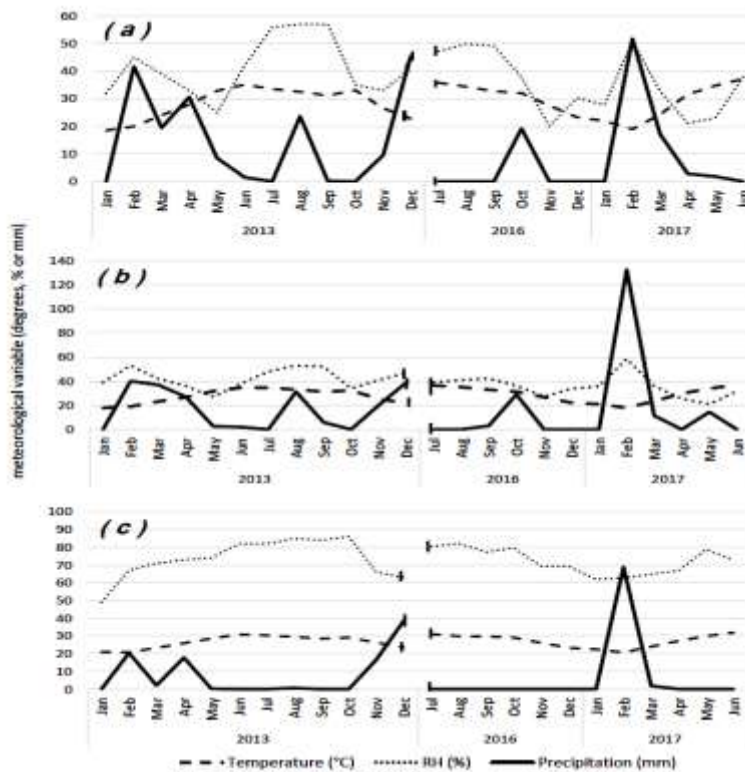 meteorological variable (degrees, % or mm)
( a )
60
50
40
30
20
10
0
Jan Feb Mar Apr May Jun Jul Aug Sep Oct Nov Dec Jul Aug Sep Oct Nov Dec Jan Feb Mar Apr May Jun
2013 2016 2017
( b )
140
120
100
80
60
40
20
0
Jan Feb Mar Apr May Jun Jul Aug Sep Oct Nov Dec Jul Aug Sep Oct Nov Dec Jan Feb Mar Apr May Jun
2013 2016 2017
( c )
100
90
80
70
60
50
40
30
20
10
0
Jan Feb Mar Apr May Jun Jul Aug Sep Oct Nov Dec Jul Aug Sep Oct Nov Dec Jan Feb Mar Apr May Jun
2013 2016 2017
Temperature (°C) RH (%) Precipitation (mm)